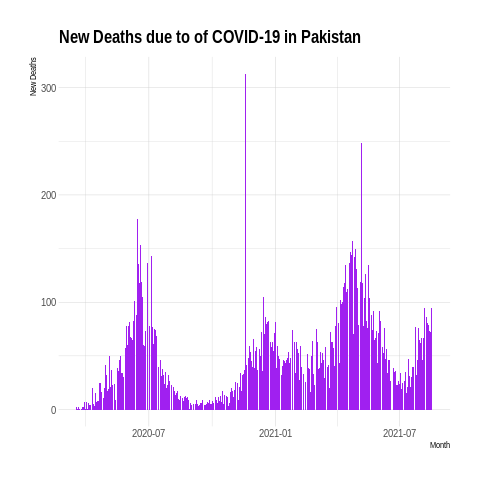 New Deaths due to of COVID-19 in Pakistan
New Deaths
300
200
100
0
2020-07
2021-01
2021-07
Month